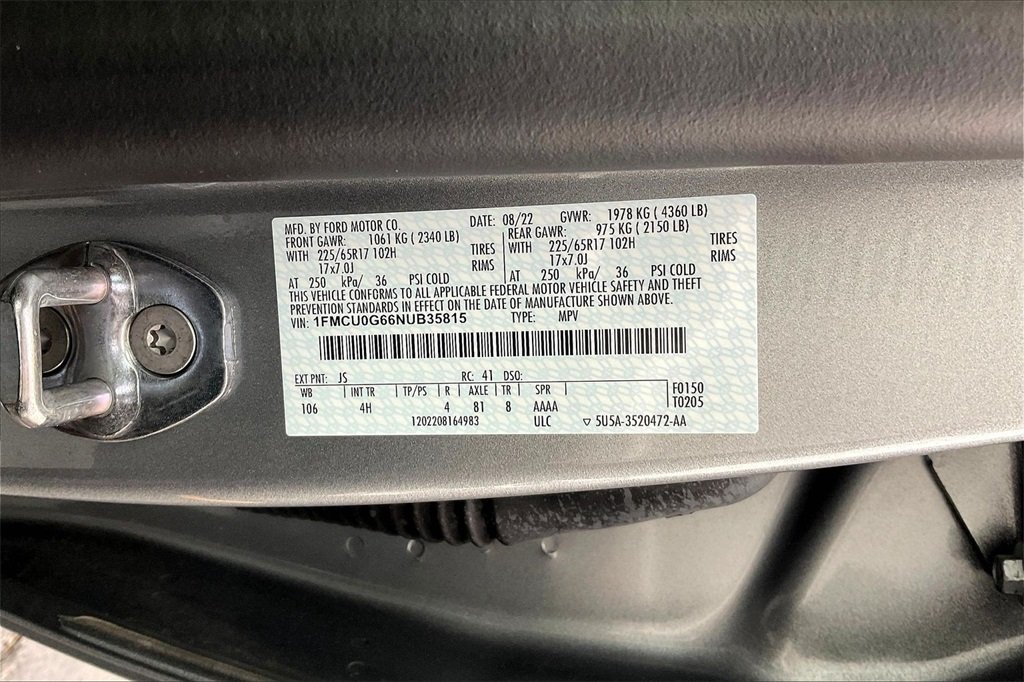 MFD. BY FORD MOTOR CO. DATE: 08/22 GVWR: 1978 KG ( 4360 LB)
FRONT GAWR: 1061 KG ( 2340 LB) REAR GAWR: 975 KG ( 2150 LB)
WITH 225/65R17 102H TIRES WITH 225/65R17 102H TIRES
17x7.0J RIMS 17x7.0J RIMS
AT 250 kPa/ 36 PSI COLD AT 250 kPa/ 36 PSI COLD
THIS VEHICLE CONFORMS TO ALL APPLICABLE FEDERAL MOTOR VEHICLE SAFETY AND THEFT
PREVENTION STANDARDS IN EFFECT ON THE DATE OF MANUFACTURE SHOWN ABOVE.
VIN: 1FMCU0G66NUB35815 TYPE: MPV
EXT PNT: JS RC: 41 DSO:
WB INT TR TP/PS R AXLE TR SPR F0150
106 4H 4 81 8 AAAA T0205
1202208164983 ULC ▽ 5U5A-3520472-AA